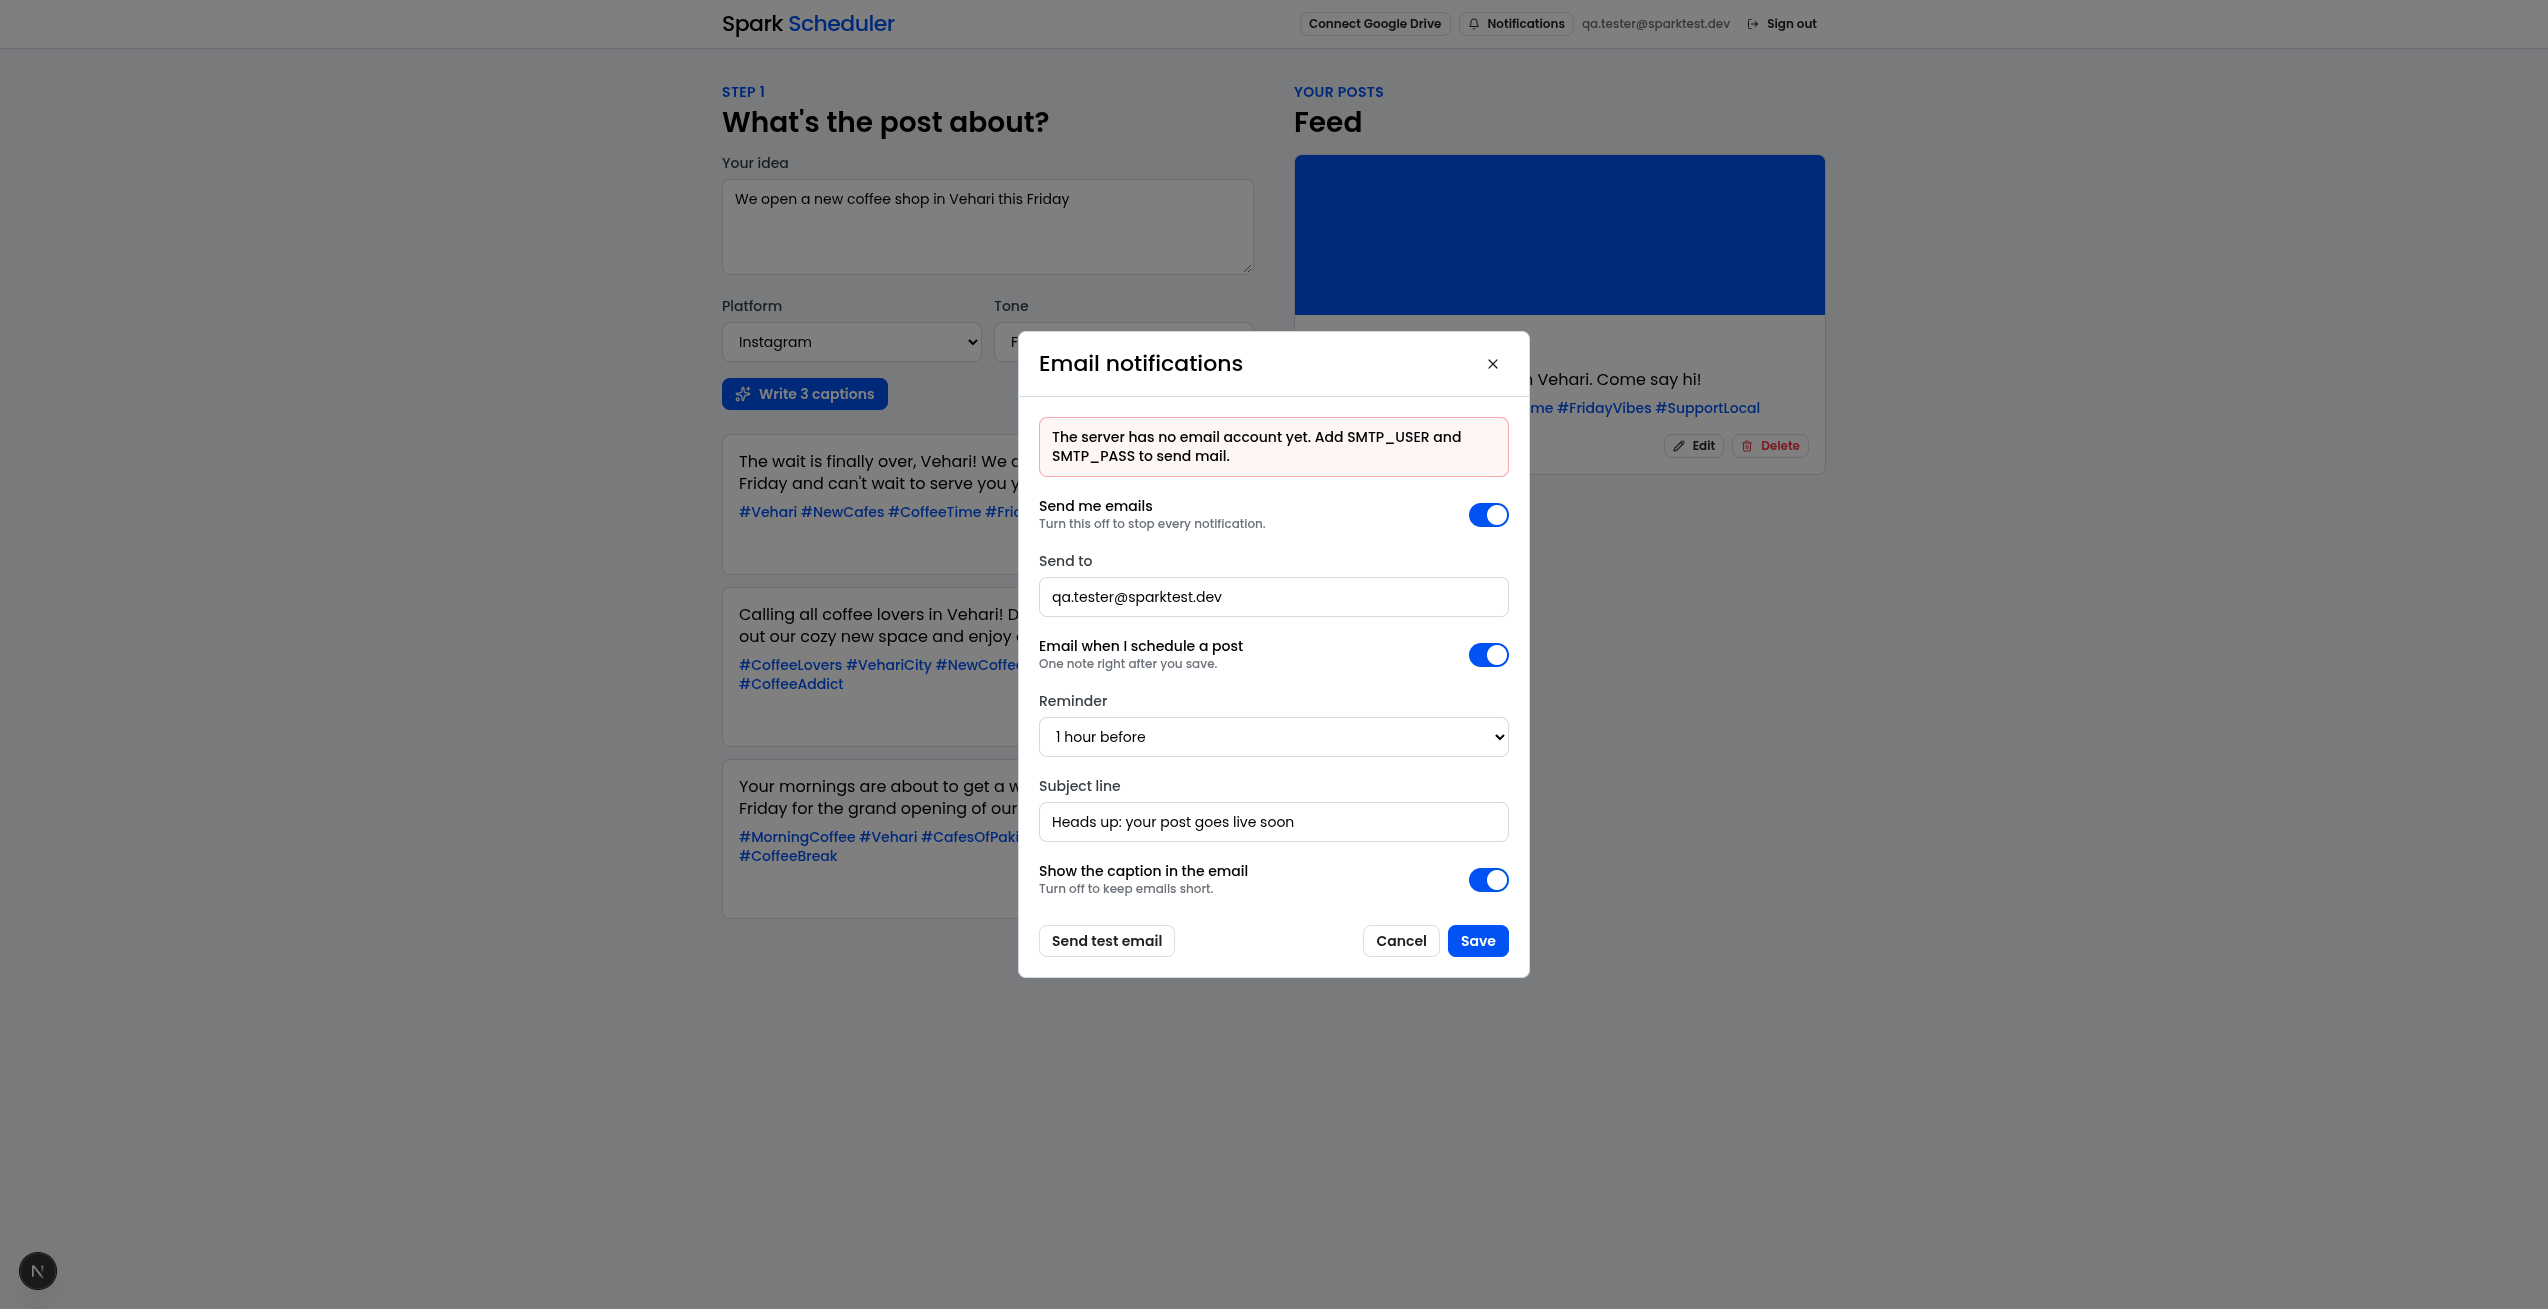 Spark Scheduler
Connect Google Drive
Notifications
qa.tester@sparktest.dev
Sign out
STEP 1
What's the post about?
Your idea
We open a new coffee shop in Vehari this Friday
Platform
Tone
Instagram
F
Write 3 captions
The wait is finally over, Vehari! We
Friday and can't wait to serve you
#Vehari #NewCafes #CoffeeTime
Calling all coffee lovers in Vehari!
out our cozy new space and enjoy
#CoffeeLovers #VehariCity
#CoffeeAddict
Your mornings are about to get a
Friday for the grand opening of our
#MorningCoffee #Vehari
#CoffeeBreak
YOUR POSTS
Feed
Vehari. Come say hi!
#FridayVibes #SupportLocal
Edit
Delete
Email notifications
The server has no email account yet. Add SMTP_USER and
SMTP_PASS to send mail.
Send me emails
Turn this off to stop every notification.
Send to
qa.tester@sparktest.dev
Email when I schedule a post
One note right after you save.
Reminder
1 hour before
Subject line
Heads up: your post goes live soon
Show the caption in the email
Turn off to keep emails short.
Send test email
Cancel
Save
N